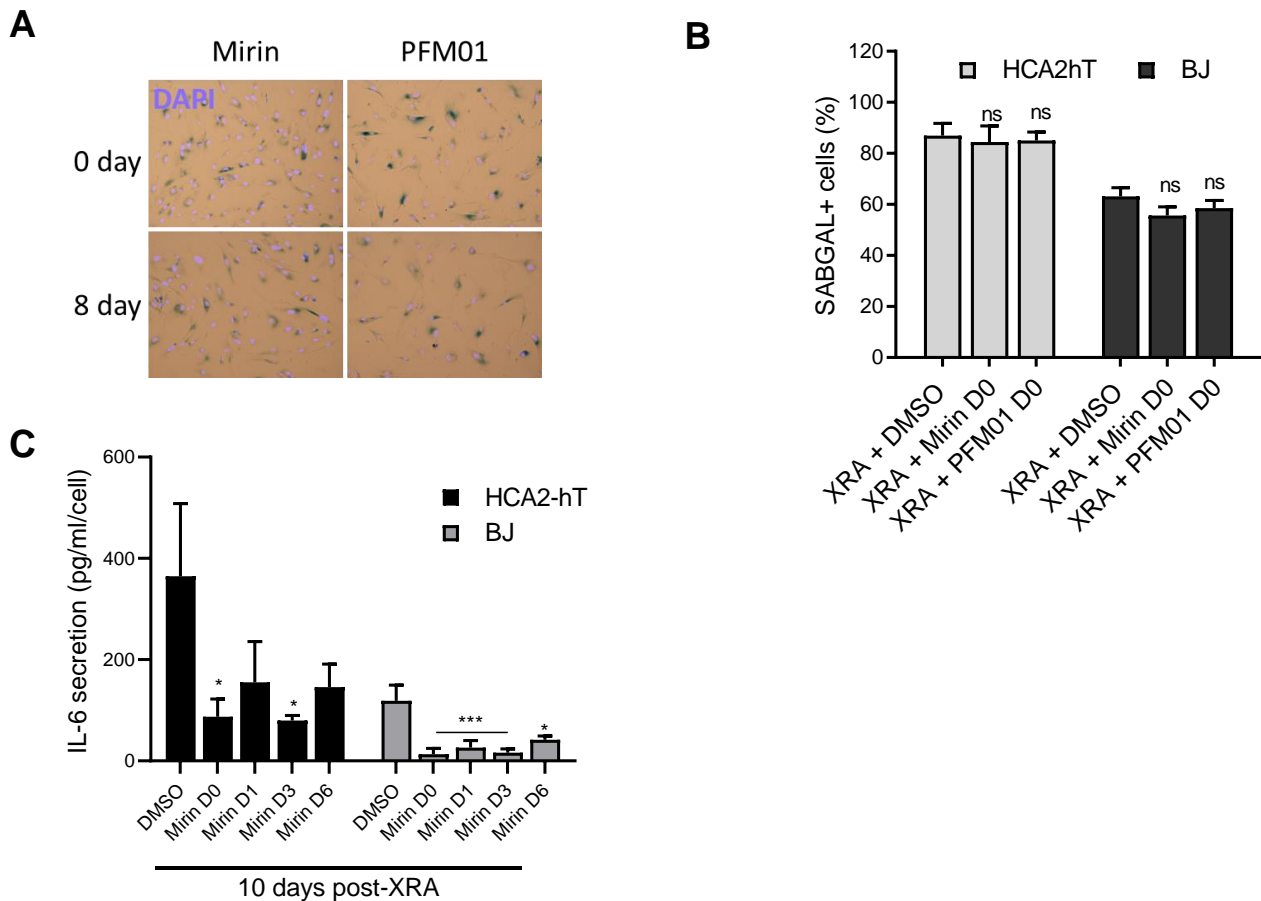 A
Mirin
PFM01
DAPI
0 day
8 day
B
120
100
80
60
40
20
0
SABGAL+ cells (%)
HCA2hT
BJ
ns
ns
ns
ns
XRA + DMSO
XRA + Mirin D0
XRA + PFM01 D0
XRA + DMSO
XRA + Mirin D0
XRA + PFM01 D0
C
600
400
200
0
IL-6 secretion (pg/ml/cell)
HCA2-hT
BJ
*
*
***
*
DMSO
Mirin D0
Mirin D1
Mirin D3
Mirin D6
DMSO
Mirin D0
Mirin D1
Mirin D3
Mirin D6
10 days post-XRA